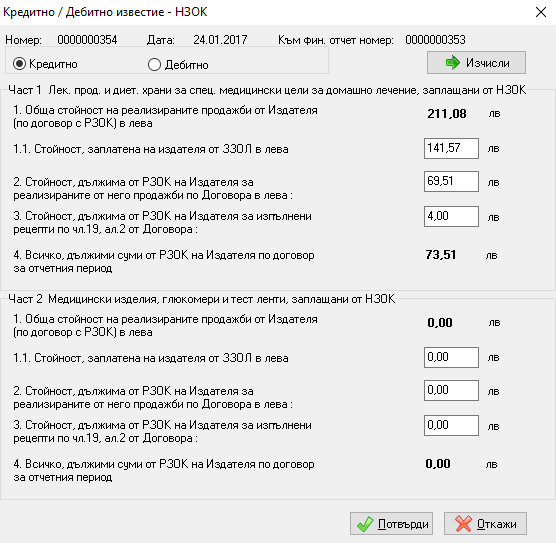 Кредитно / Дебитно известие - НЗОК
Номер: 0000000354 Дата: 24.01.2017 Към фин. отчет номер: 0000000353
Кредитно Дебитно Изчисли
Част 1 Лек. прод. и диет. храни за спец. медицински цели за домашно лечение, заплащани от НЗОК
1. Обща стойност на реализираните продажби от Издателя
(по договор с РЗОК) в лева
211,08 лв
1.1. Стойност, заплатена на издателя от ЗЗОЛ в лева
141,57 лв
2. Стойност, дължима от РЗОК на Издателя за
реализираните от него продажби по Договора в лева :
69,51 лв
3. Стойност, дължима от РЗОК на Издателя за изпълнени
рецепти по чл.19, ал.2 от Договора :
4,00 лв
4. Всичко, дължими суми от РЗОК на Издателя по договор
за отчетния период
73,51 лв
Част 2 Медицински изделия, глюкомери и тест ленти, заплащани от НЗОК
1. Обща стойност на реализираните продажби от Издателя
(по договор с РЗОК) в лева
0,00 лв
1.1. Стойност, заплатена на издателя от ЗЗОЛ в лева
0,00 лв
2. Стойност, дължима от РЗОК на Издателя за
реализираните от него продажби по Договора в лева :
0,00 лв
3. Стойност, дължима от РЗОК на Издателя за изпълнени
рецепти по чл.19, ал.2 от Договора :
0,00 лв
4. Всичко, дължими суми от РЗОК на Издателя по договор
за отчетния период
0,00 лв
Потвърди Откажи